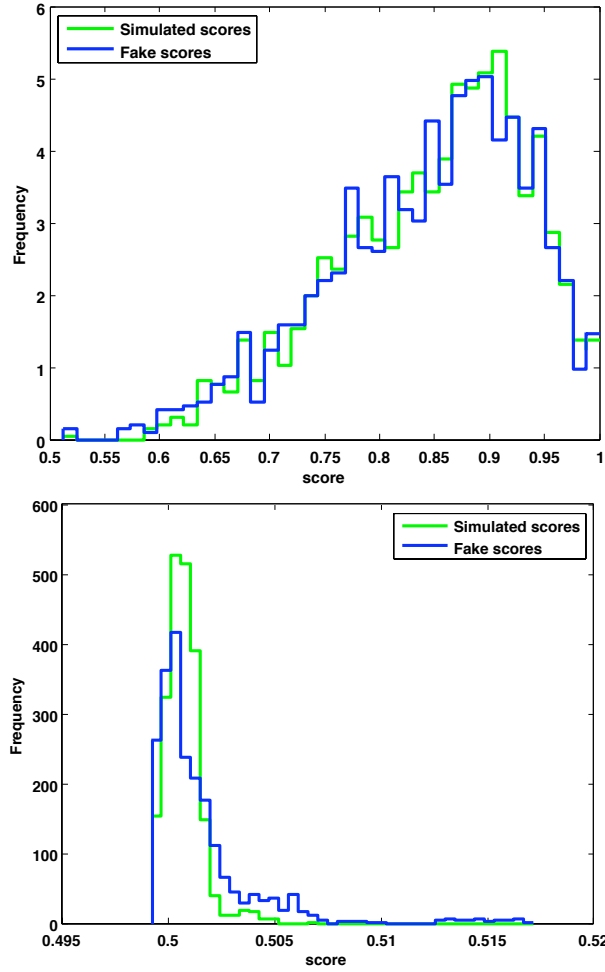 6
5
4
3
2
1
0
Frequency
Simulated scores
Fake scores
0.5 0.55 0.6 0.65 0.7 0.75 0.8 0.85 0.9 0.95 1
score
600
500
400
300
200
100
0
Frequency
Simulated scores
Fake scores
0.495 0.5 0.505 0.51 0.515 0.52
score